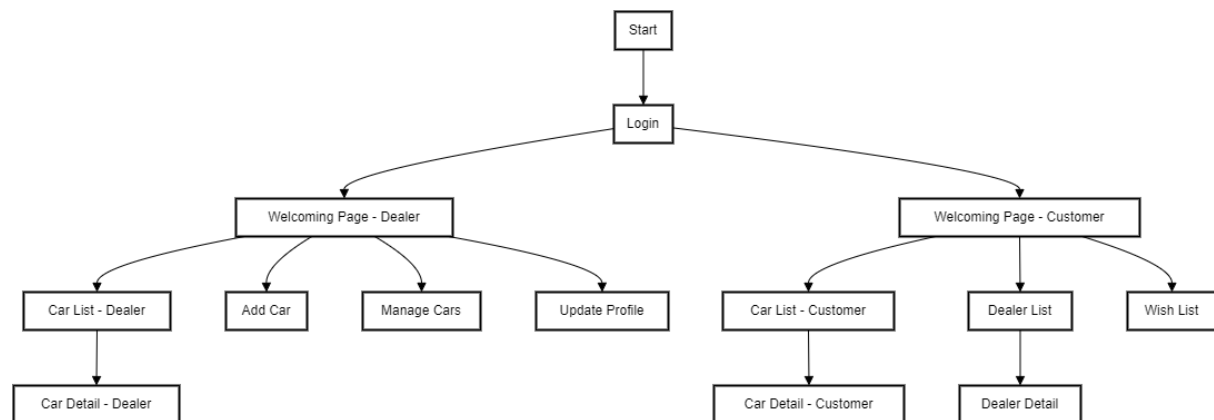 Start
Login
Welcoming Page - Dealer
Welcoming Page - Customer
Car List - Dealer
Add Car
Manage Cars
Update Profile
Car List - Customer
Dealer List
Wish List
Car Detail - Dealer
Car Detail - Customer
Dealer Detail